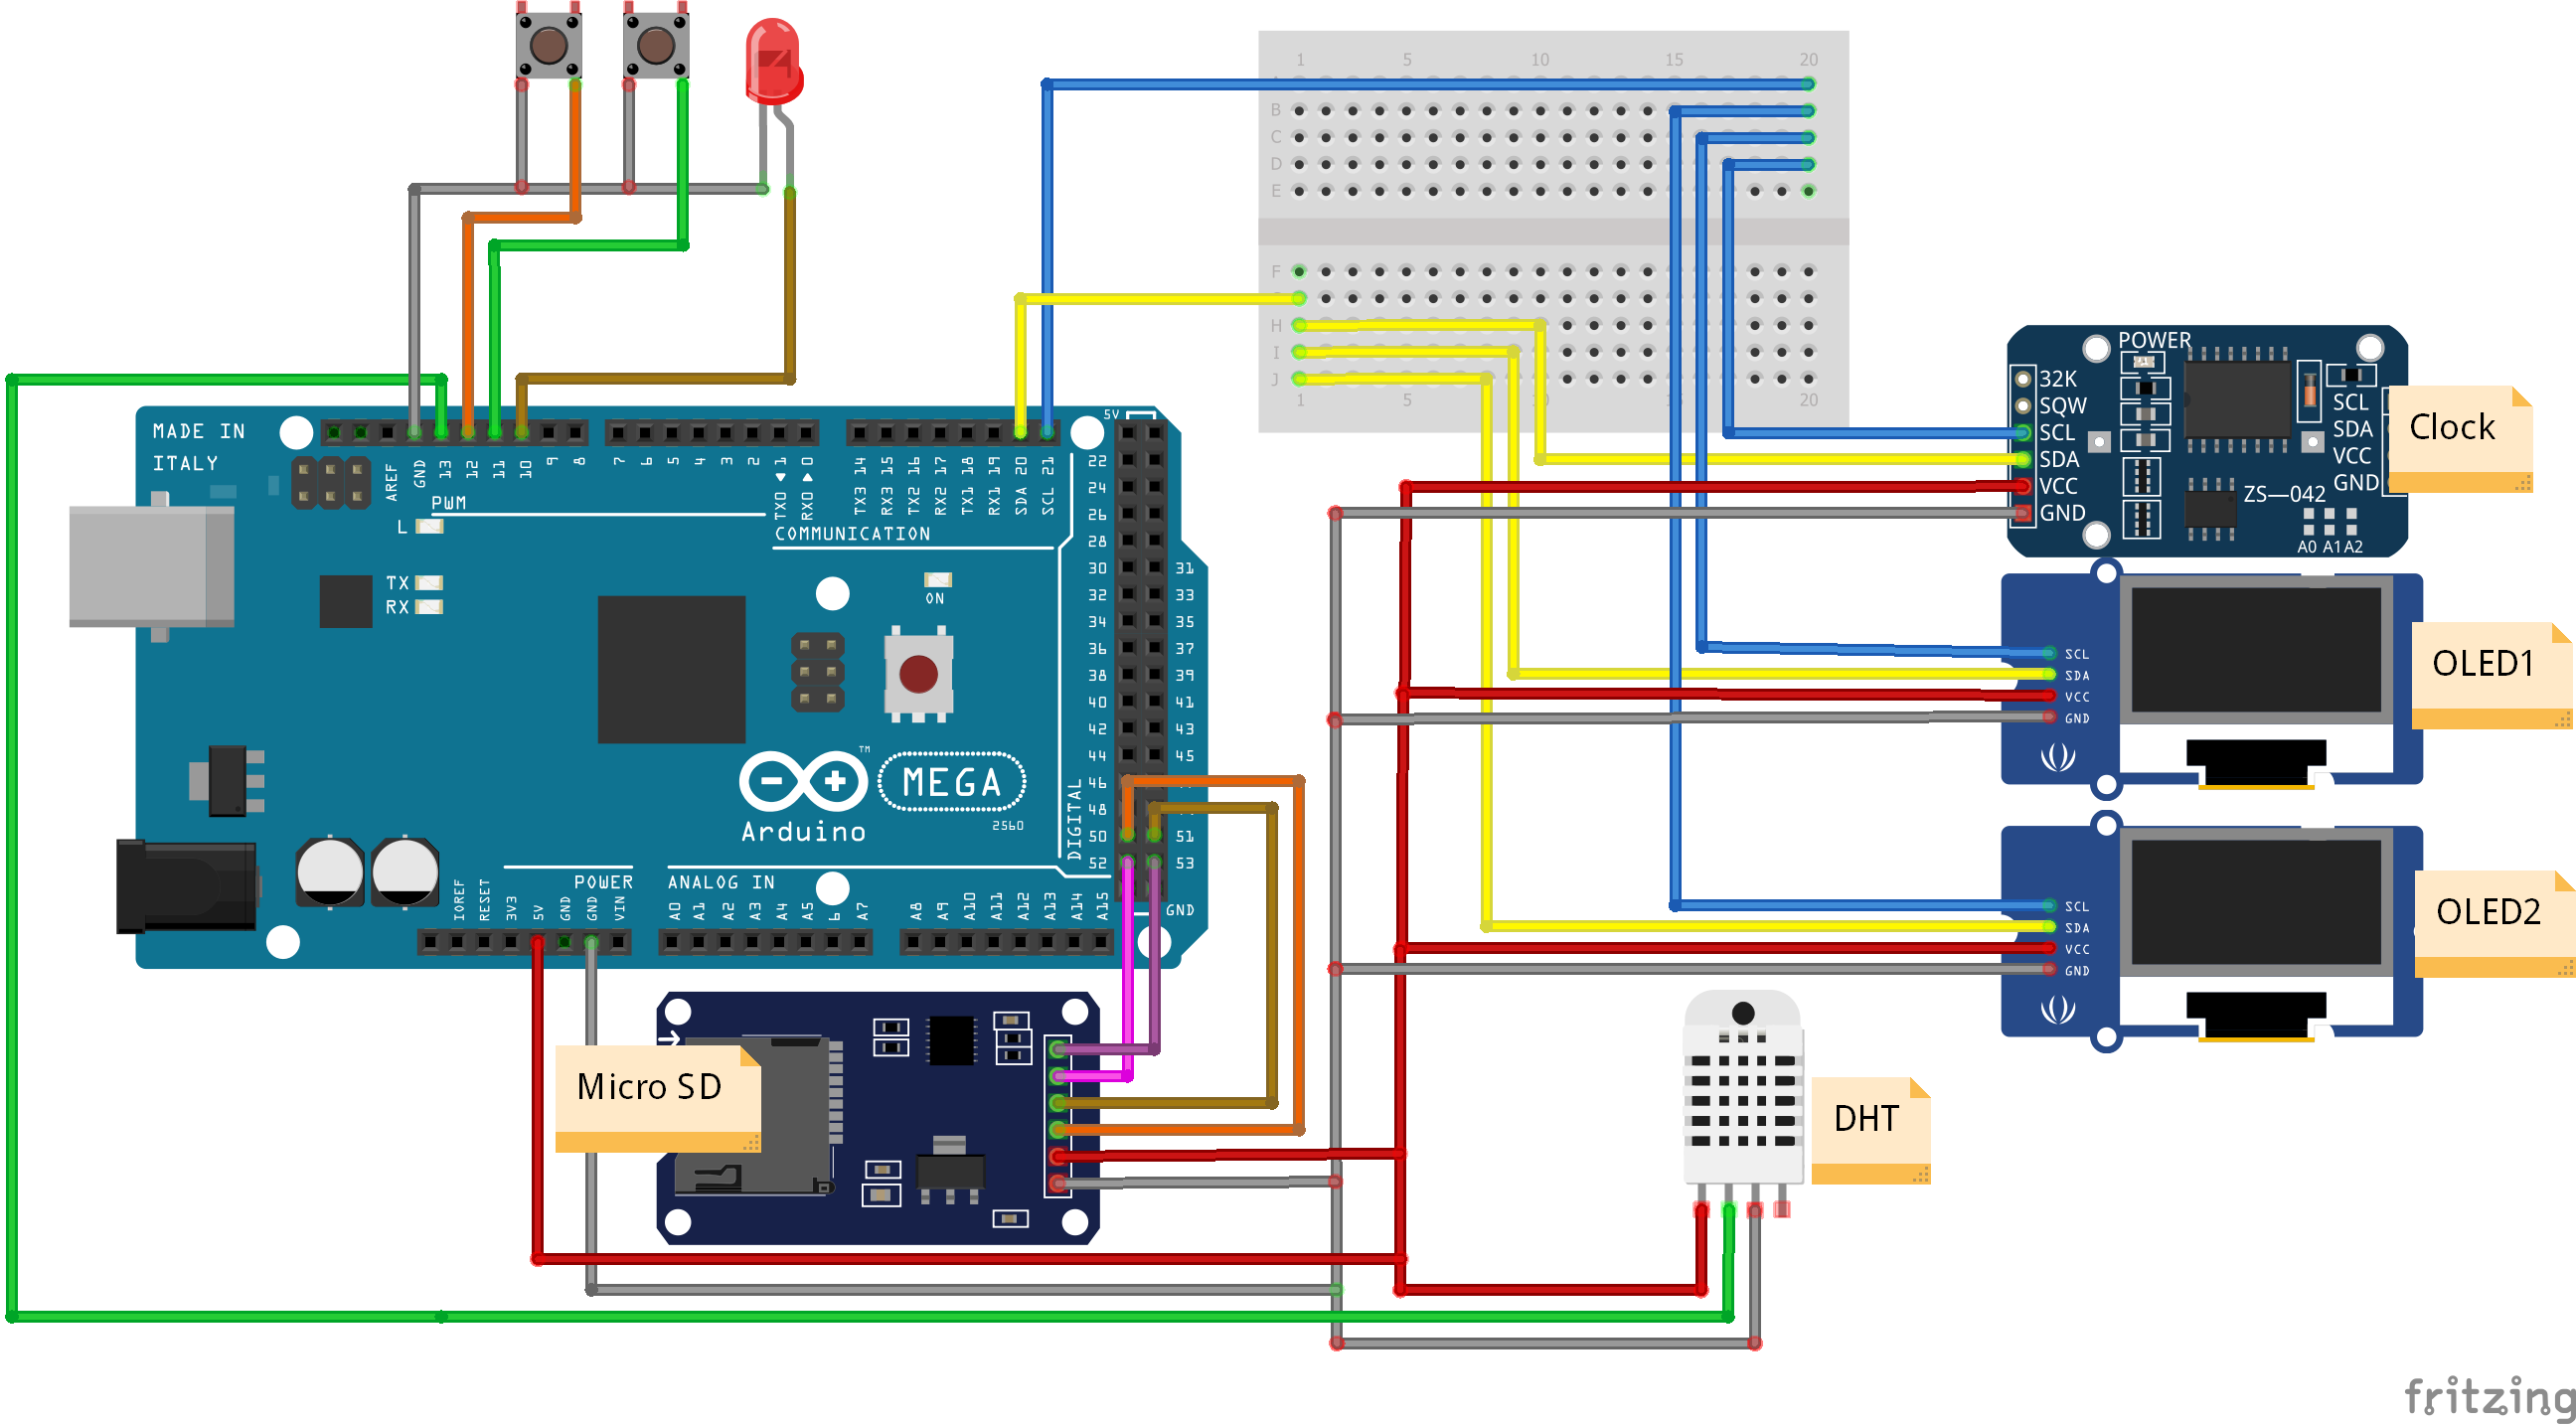 1 5 10 15 20
B
C
D
E
F
H
I
J
1 5 10 15 20
POWER
32K
SQW
SCL
SDA
VCC
GND
SCL
SDA
VCC
GND
ZS—042
A0 A1 A2
Clock
MADE IN
ITALY
AREF GND 13 12 11 10 9 8
7 6 5 4 3 2 TX0 ▶ 1 RX0 ◀ 0
TX3 14 RX3 15 TX2 16 RX2 17 TX1 18 RX1 19 SDA 20 SCL 21
5V
PWM
L
COMMUNICATION
TX
RX
ON
22
24
26
28
30 31
32 33
34 35
36 37
38 39
40 41
42 43
44 45
46
48
50 51
52 53
GND
DIGITAL
MEGA
TM
Arduino
2560
POWER
ANALOG IN
IOREF RESET 3V3 5V GND GND VIN
A0 A1 A2 A3 A4 A5 6 A7
A8 A9 A10 A11 A12 A13 A14 A15
SCL
SDA
VCC
GND
OLED1
SCL
SDA
VCC
GND
OLED2
Micro SD
DHT
fritzing